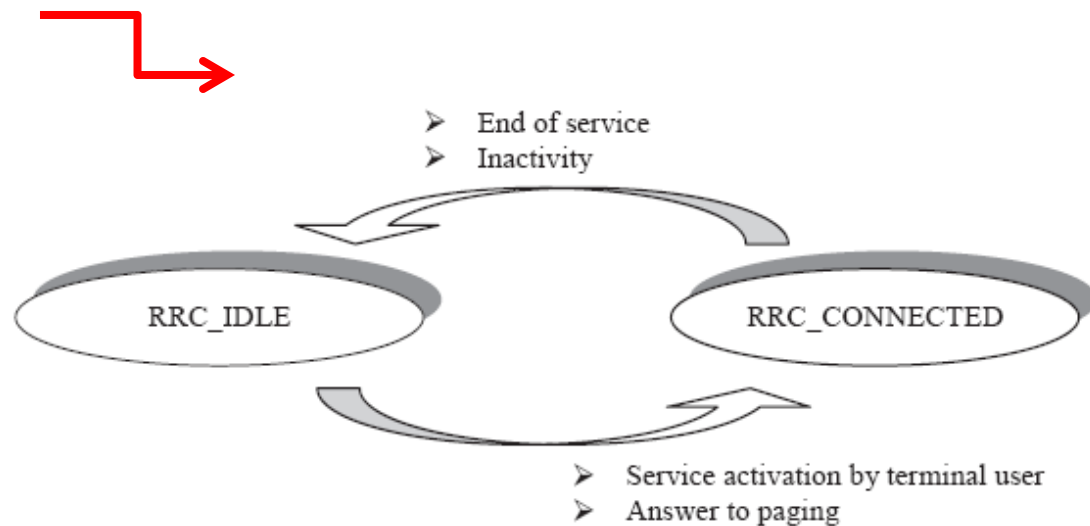 ➢ End of service
➢ Inactivity
RRC_IDLE
RRC_CONNECTED
➢ Service activation by terminal user
➢ Answer to paging